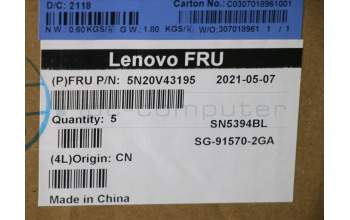 D/C: 2118
Carton No.: C0307018961001
N W.: 0.60 KGS/ G W.: 1.80 KGS/ W/O:307018961 1 / 1
Lenovo FRU
(P)FRU P/N: 5N20V43195 2021-05-07
Quantity: 5 SN5394BL
SG-91570-2GA
(4L)Origin: CN
Made in China